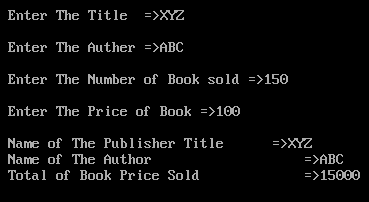 Enter The Title  =>XYZ
Enter The Auther =>ABC
Enter The Number of Book sold =>150
Enter The Price of Book =>100
Name of The Publisher Title      =>XYZ
Name of The Author                   =>ABC
Total of Book Price Sold             =>15000